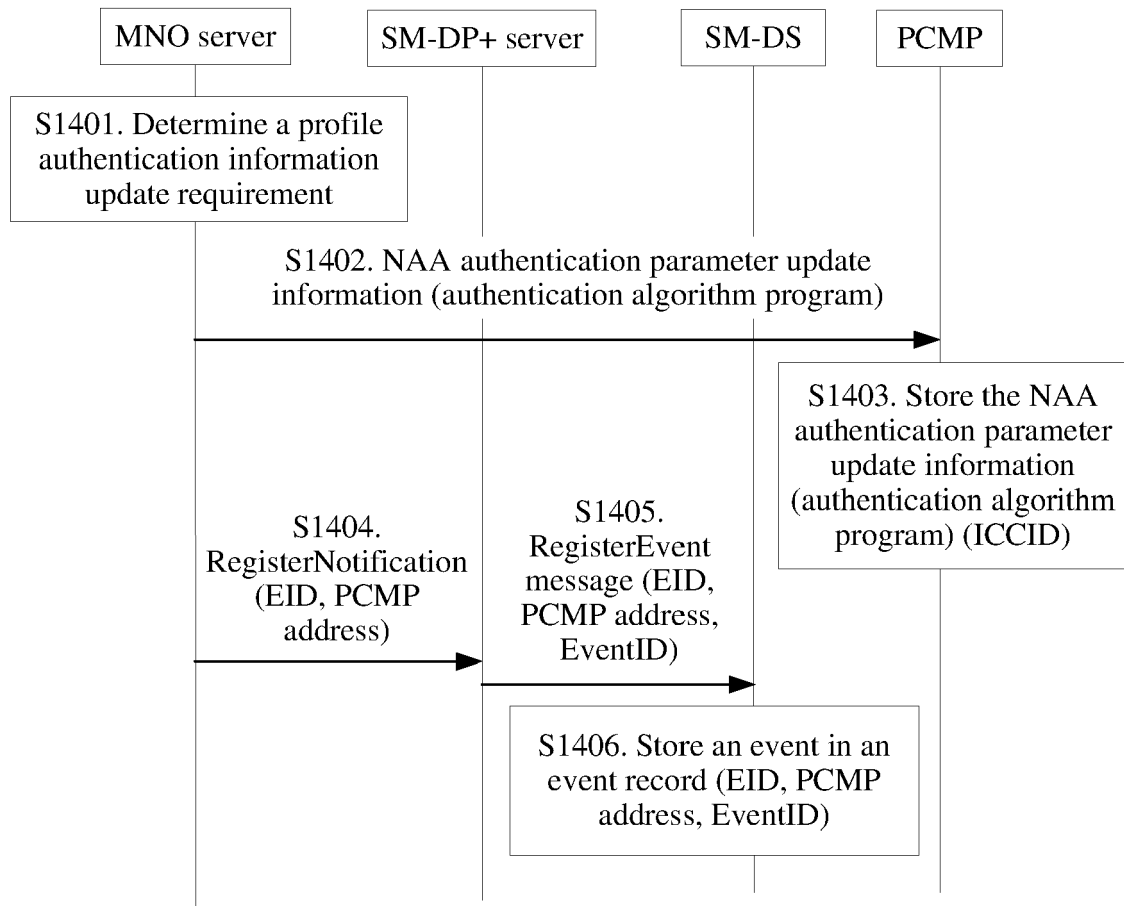 MNO server
SM-DP+ server
SM-DS
PCMP
S1401. Determine a profile
authentication information
update requirement
S1402. NAA authentication parameter update
information (authentication algorithm program)
S1403. Store the NAA
authentication parameter
update information
(authentication algorithm
program) (ICCID)
S1404.
RegisterNotification
(EID, PCMP
address)
S1405.
RegisterEvent
message (EID,
PCMP address,
EventID)
S1406. Store an event in an
event record (EID, PCMP
address, EventID)